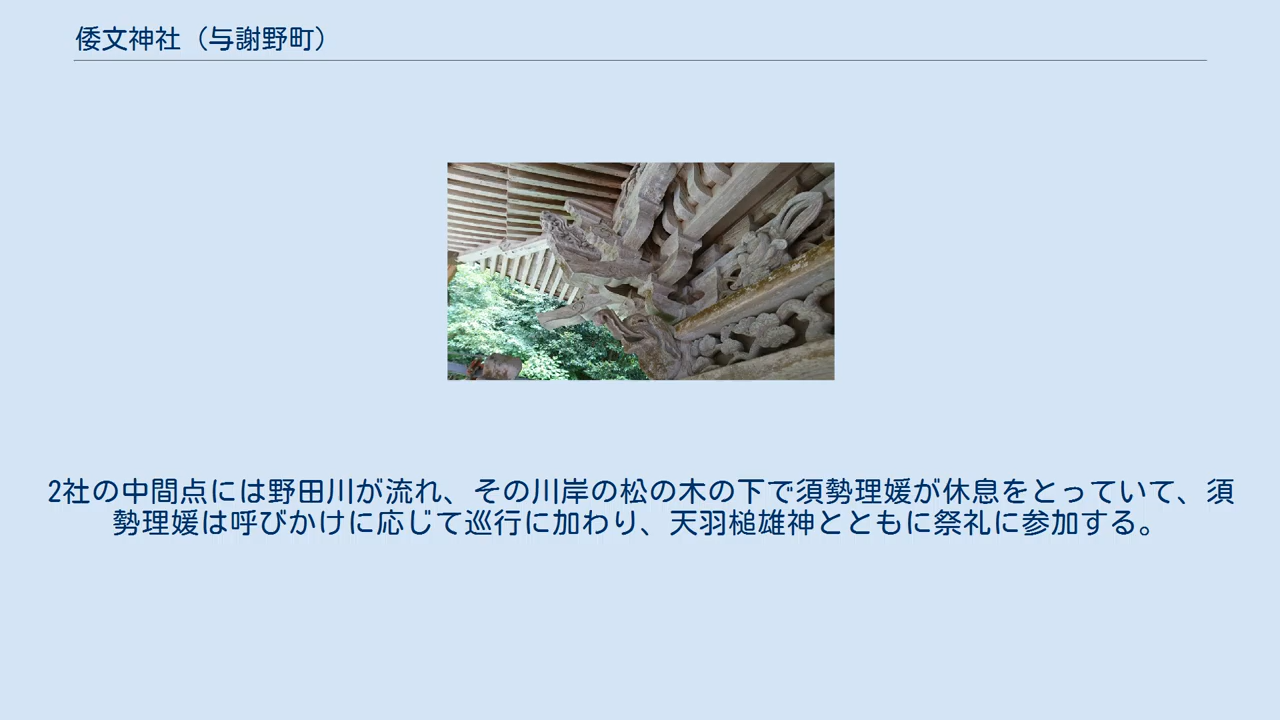 倭文神社（与謝野町）
2社の中間点には野田川が流れ、その川岸の松の木の下で須勢理媛が休息をとっていて、須
勢理媛は呼びかけに応じて巡行に加わり、天羽槌雄神とともに祭礼に参加する。